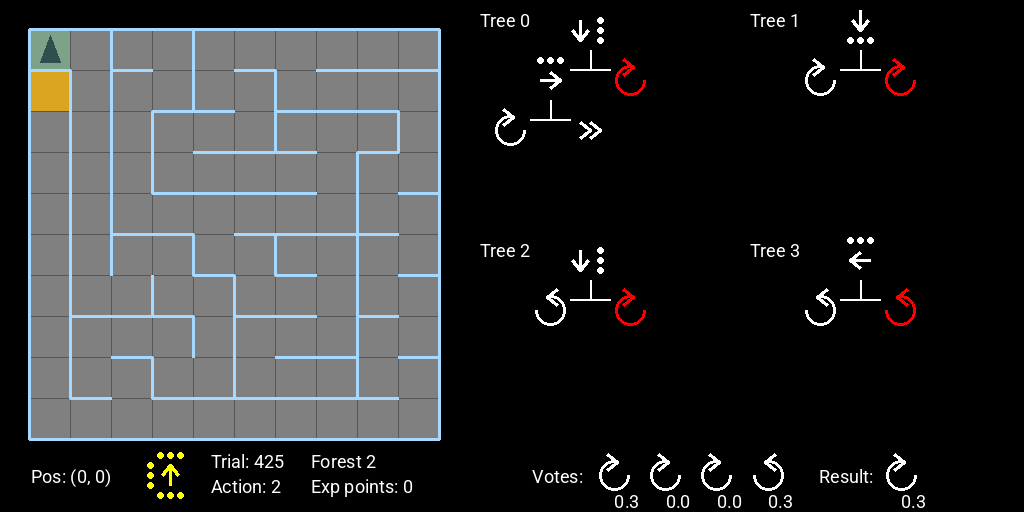 Tree 0
Tree 1
Tree 2
Tree 3
Pos: (0, 0)
Trial: 425
Forest 2
Action: 2
Exp points: 0
Votes:
0.3
0.0
0.0
0.3
Result:
0.3